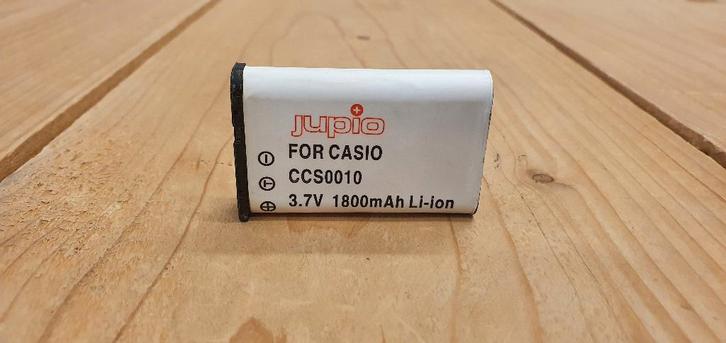 Jupio
FOR CASIO
CCS0010
3.7V 1800mAh Li-ion